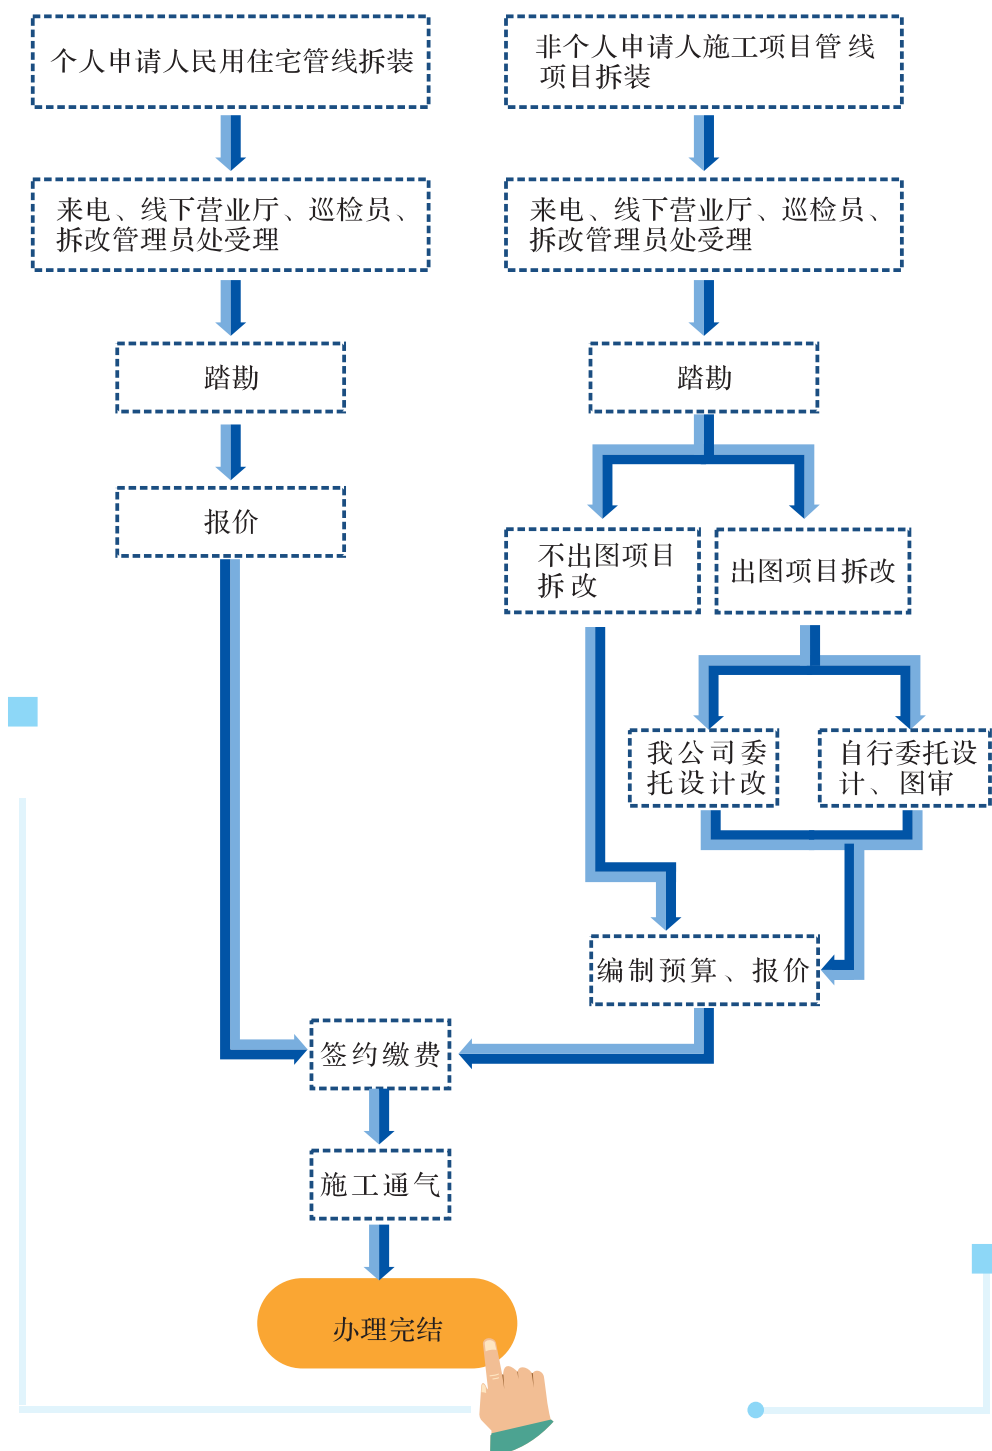 个人申请人民用住宅管线拆装
来电、线下营业厅、巡检员、
拆改管理员处受理
踏勘
报价
非个人申请人施工项目管 线
项目拆装
来电、线下营业厅、巡检员、
拆改管理员处受理
踏勘
不出图项目
拆 改
出图项目拆改
我公司委
托设计改
自行委托设
计、图审
编制预算、报价
签约缴费
施工通气
办理完结